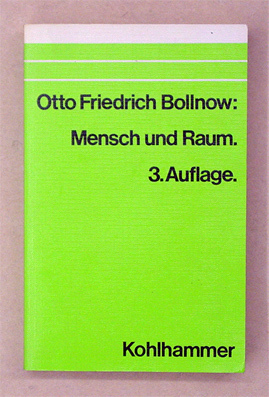 Otto Friedrich Bollnow:
Mensch und Raum.
3. Auflage.
Kohlhammer